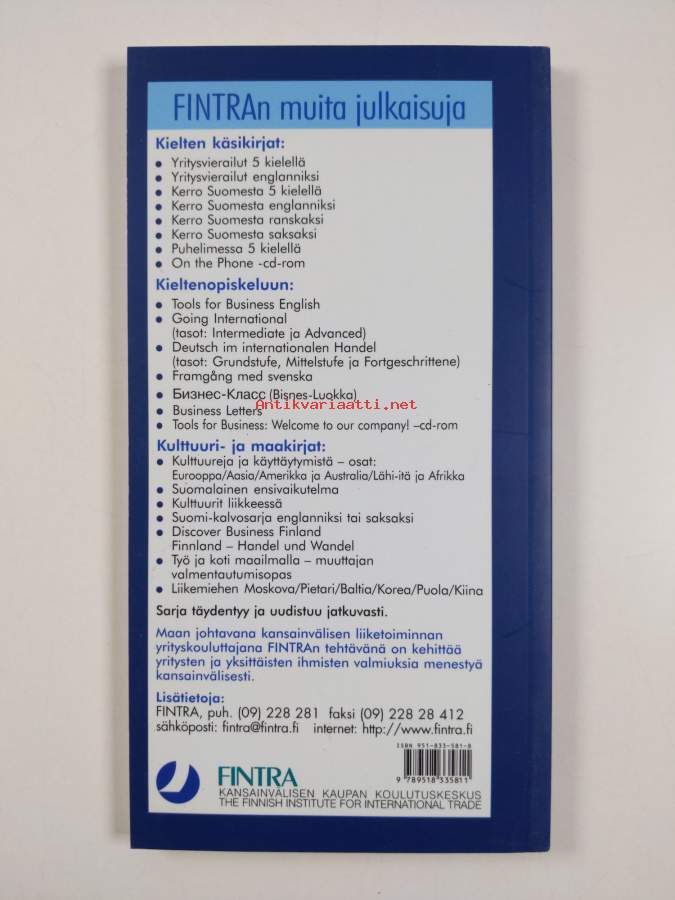 FINTRAn muita julkaisuja
Kielten käsikirjat:
• Yritysvierailut 5 kielellä
• Yritysvierailut englanniksi
• Kerro Suomesta 5 kielellä
• Kerro Suomesta englanniksi
• Kerro Suomesta ranskaksi
• Kerro Suomesta saksaksi
• Puhelimessa 5 kielellä
• On the Phone -cd-rom
Kieltenopiskeluun:
• Tools for Business English
• Going International
(tasot: Intermediate ja Advanced)
• Deutsch im internationalen Handel
(tasot: Grundstufe, Mittelstufe ja Fortgeschrittene)
• Framgång med svenska
• Бизнес-Класс (Bisnes-Luokka)
Antikvariaatti.net
• Business Letters
• Tools for Business: Welcome to our company! –cd-rom
Kulttuuri- ja maakirjat:
• Kulttuureja ja käyttäytymistä – osat:
Eurooppa/Aasia/Amerikka ja Australia/Lähi-itä ja Afrikka
• Suomalainen ensivaikutelma
• Kulttuurit liikkeessä
• Suomi-kalvosarja englanniksi tai saksaksi
• Discover Business Finland
Finnland – Handel und Wandel
• Työ ja koti maailmalla – muuttajan
valmentautumisopas
• Liikemiehen Moskova/Pietari/Baltia/Korea/Puola/Kiina
Sarja täydentyy ja uudistuu jatkuvasti.
Maan johtavana kansainvälisen liiketoiminnan
yrityskouluttajana FINTRAn tehtävänä on kehittää
yritysten ja yksittäisten ihmisten valmiuksia menestyä
kansainvälisesti.
Lisätietoja:
FINTRA, puh. (09) 228 281 faksi (09) 228 28 412
sähköposti: fintra@fintra.fi internet: http://www.fintra.fi
ISBN 951-833-581-8
9 789518 335811
FINTRA
KANSAINVÄLISEN KAUPAN KOULUTUSKESKUS
THE FINNISH INSTITUTE FOR INTERNATIONAL TRADE